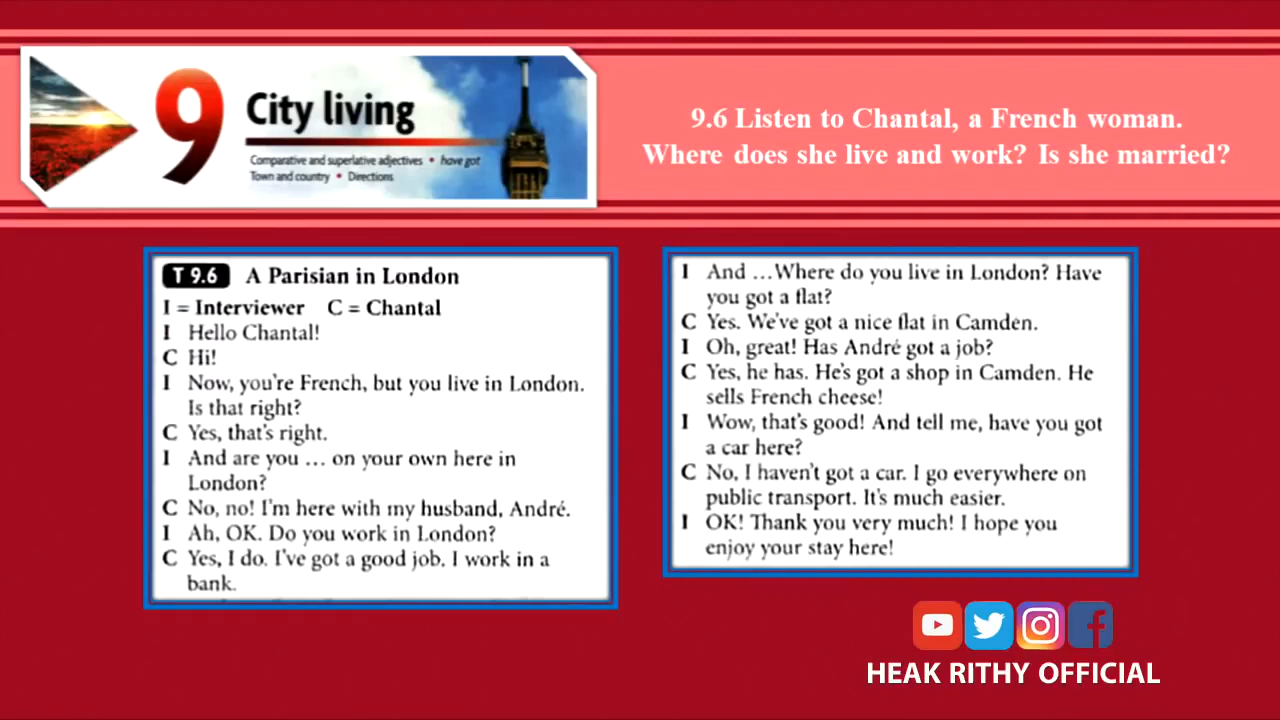 9 City living
Comparative and superlative adjectives • have got
Town and country • Directions
9.6 Listen to Chantal, a French woman.
Where does she live and work? Is she married?
T 9.6 A Parisian in London
I = Interviewer C = Chantal
I Hello Chantal!
C Hi!
I Now, you're French, but you live in London.
Is that right?
C Yes, that's right.
I And are you … on your own here in
London?
C No, no! I'm here with my husband, André.
I Ah, OK. Do you work in London?
C Yes, I do. I've got a good job. I work in a
bank.
I And …Where do you live in London? Have
you got a flat?
C Yes. We've got a nice flat in Camden.
I Oh, great! Has André got a job?
C Yes, he has. He's got a shop in Camden. He
sells French cheese!
I Wow, that's good! And tell me, have you got
a car here?
C No, I haven't got a car. I go everywhere on
public transport. It's much easier.
I OK! Thank you very much! I hope you
enjoy your stay here!
HEAK RITHY OFFICIAL